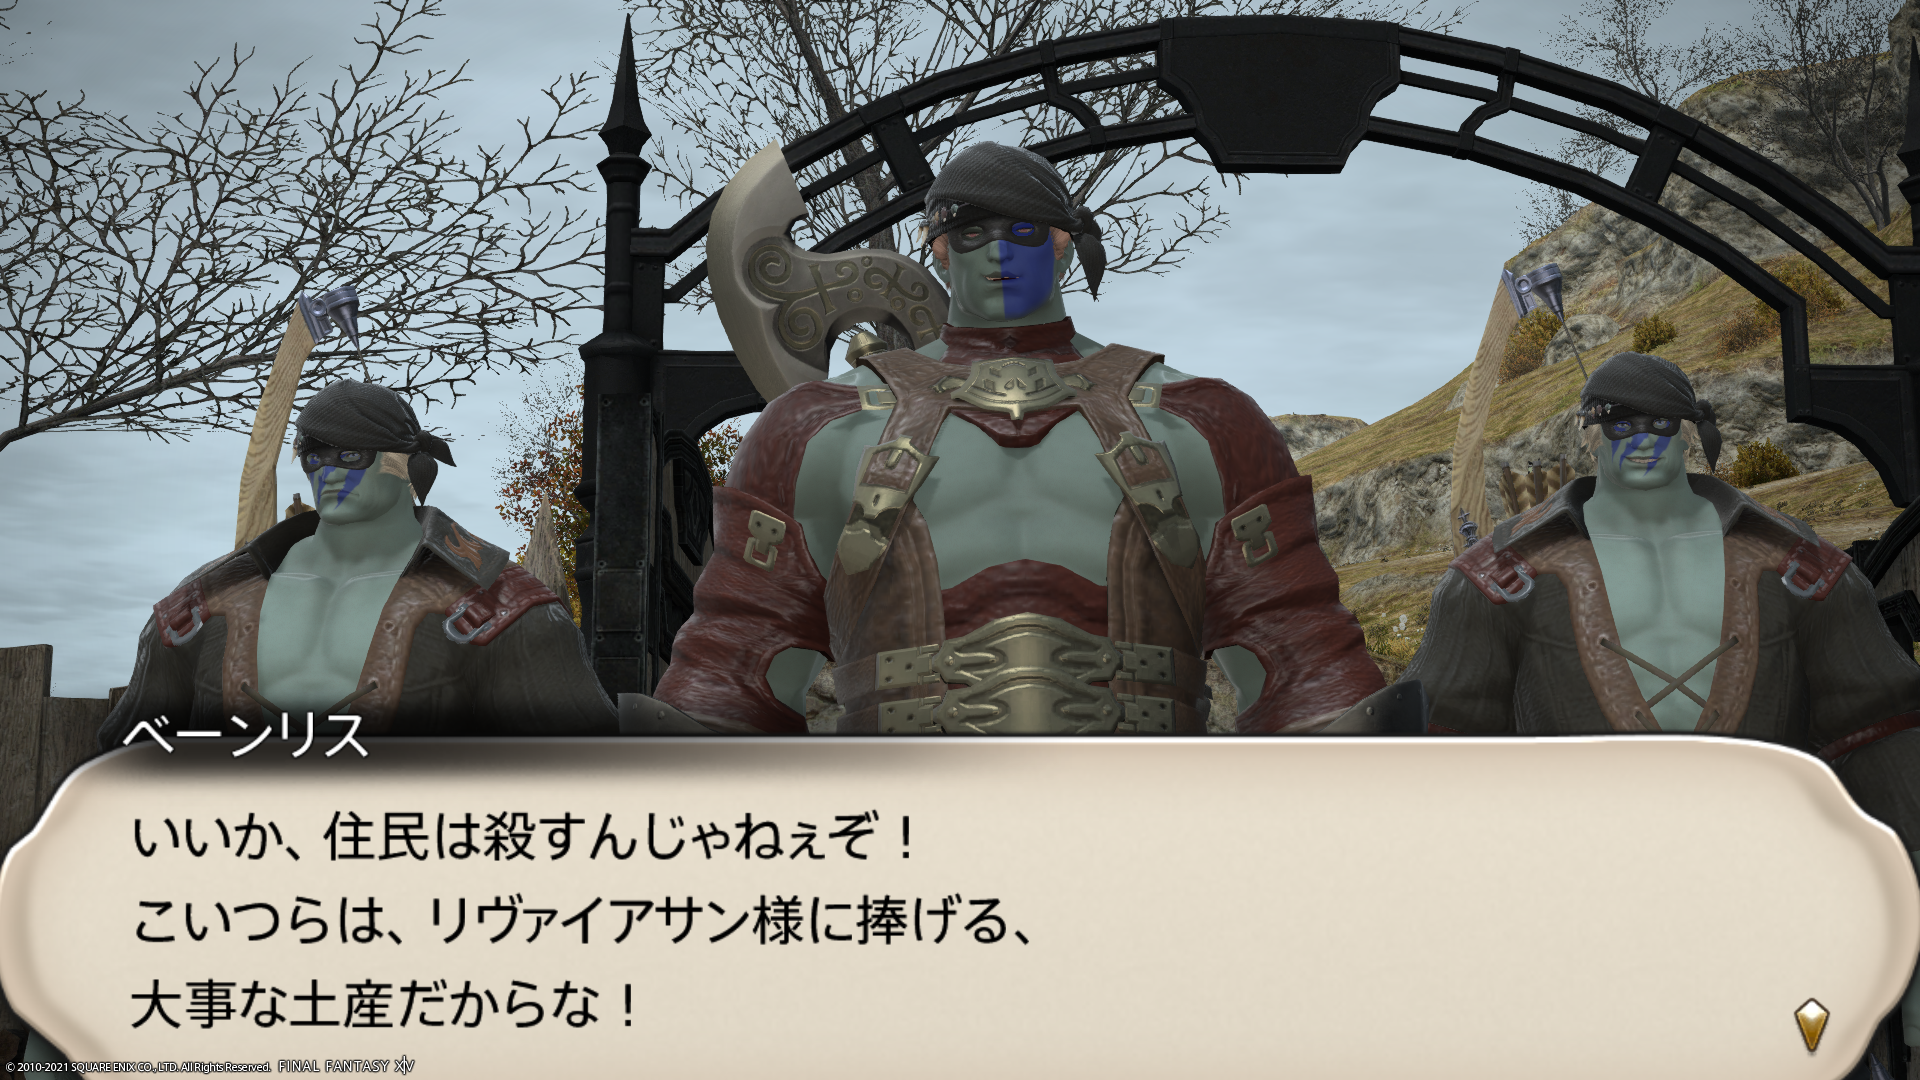 ベーンリス
いいか、住民は殺すんじゃねぇぞ！
こいつらは、リヴァイアサン様に捧げる、
大事な土産だからな！
© 2010-2021 SQUARE ENIX CO., LTD. All Rights Reserved. FINAL FANTASY XIV